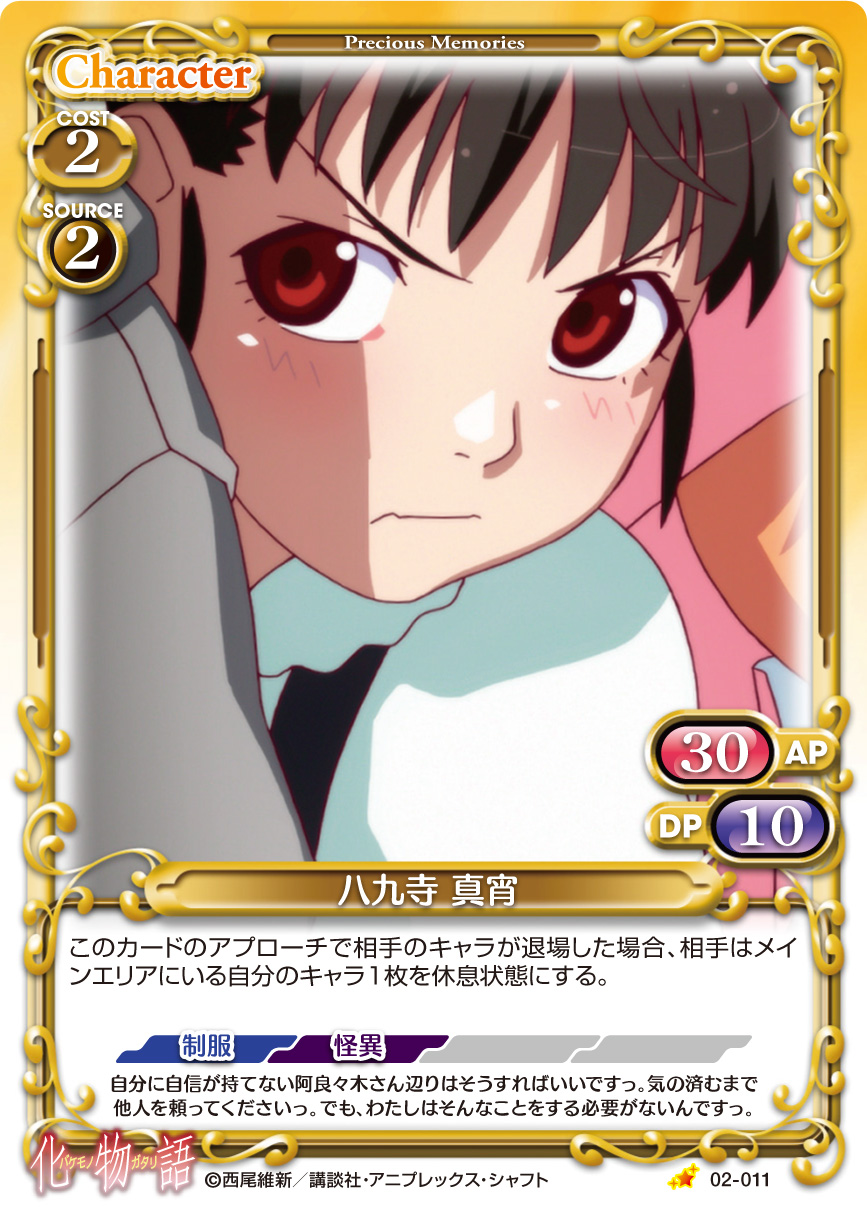 Precious Memories
Character
COST
2
SOURCE
2
30 AP
DP 10
八九寺 真宵
このカードのアプローチで相手のキャラが退場した場合、相手はメイ
ンエリアにいる自分のキャラ1枚を休息状態にする。
制服 怪異
自分に自信が持てない阿良々木さん辺りはそうすればいいですっ。気の済むまで
他人を頼ってくださいっ。でも、わたしはそんなことをする必要がないんですっ。
化物語
バケモノガタリ
©西尾維新／講談社・アニプレックス・シャフト
02-011